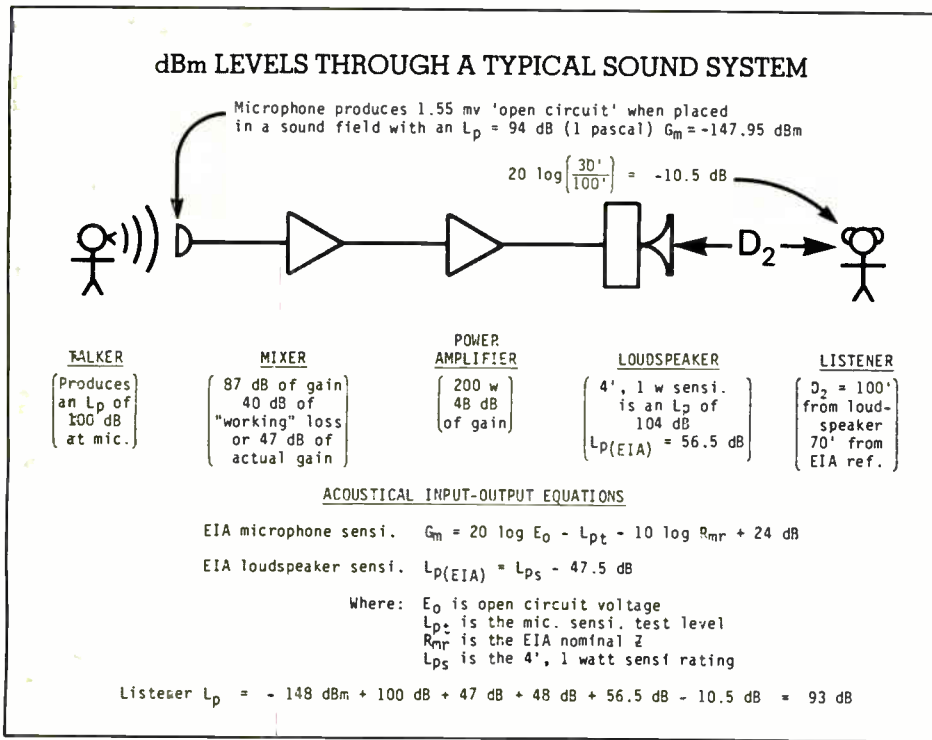 dBm LEVELS THROUGH A TYPICAL SOUND SYSTEM
Microphone produces 1.55 mv 'open circuit' when placed
in a sound field with an Lp = 94 dB (1 pascal) Gm = -147.95 dBm
20 log(30'/100') = -10.5 dB
D2
TALKER
(Produces
an Lp of
100 dB
at mic.)
MIXER
(87 dB of gain
40 dB of
"working" loss
or 47 dB of
actual gain)
POWER
AMPLIFIER
(200 w
48 dB
of gain)
LOUDSPEAKER
(4', 1 w sensi.
is an Lp of
104 dB
Lp(EIA) = 56.5 dB)
LISTENER
(D2 = 100'
from loud-
speaker
70' from
EIA ref.)
ACOUSTICAL INPUT-OUTPUT EQUATIONS
EIA microphone sensi. Gm = 20 log Eo - Lpt - 10 log Rmr + 24 dB
EIA loudspeaker sensi. Lp(EIA) = Lps - 47.5 dB
Where: Eo is open circuit voltage
Lpt is the mic. sensi. test level
Rmr is the EIA nominal Z
Lps is the 4', 1 watt sensi rating
Listener Lp = - 148 dBm + 100 dB + 47 dB + 48 dB + 56.5 dB - 10.5 dB = 93 dB